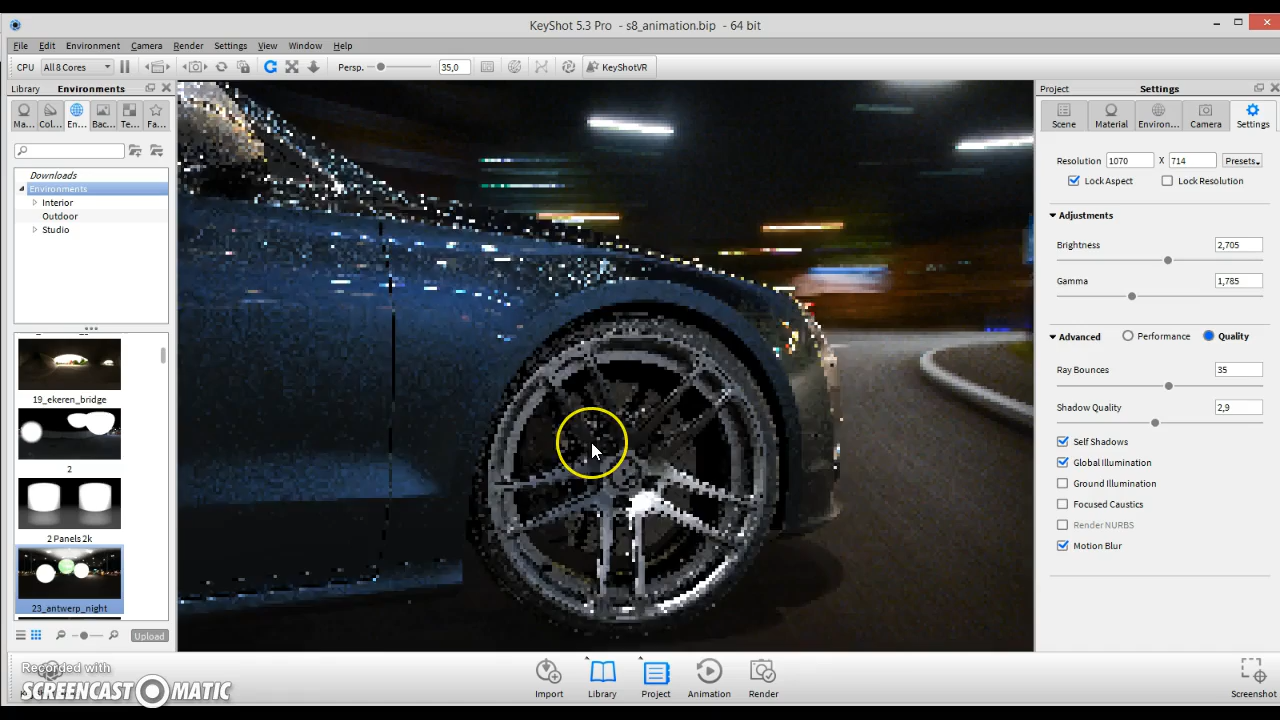 KeyShot 5.3 Pro - s8_animation.bip - 64 bit
File Edit Environment Camera Render Settings View Window Help
CPU All 8 Cores Persp. 35,0 KeyShotVR
Library Environments
Project Settings
Ma... Col... En... Bac... Te... Fa...
Scene Material Environ... Camera Settings
Downloads
Environments
Interior
Outdoor
Studio
19_ekeren_bridge
2
2 Panels 2k
23_antwerp_night
Upload
Resolution 1070 X 714 Presets
Lock Aspect Lock Resolution
Adjustments
Brightness 2,705
Gamma 1,785
Advanced Performance Quality
Ray Bounces 35
Shadow Quality 2,9
Self Shadows
Global Illumination
Ground Illumination
Focused Caustics
Render NURBS
Motion Blur
Recorded with
SCREENCAST MATIC
Import Library Project Animation Render Screenshot